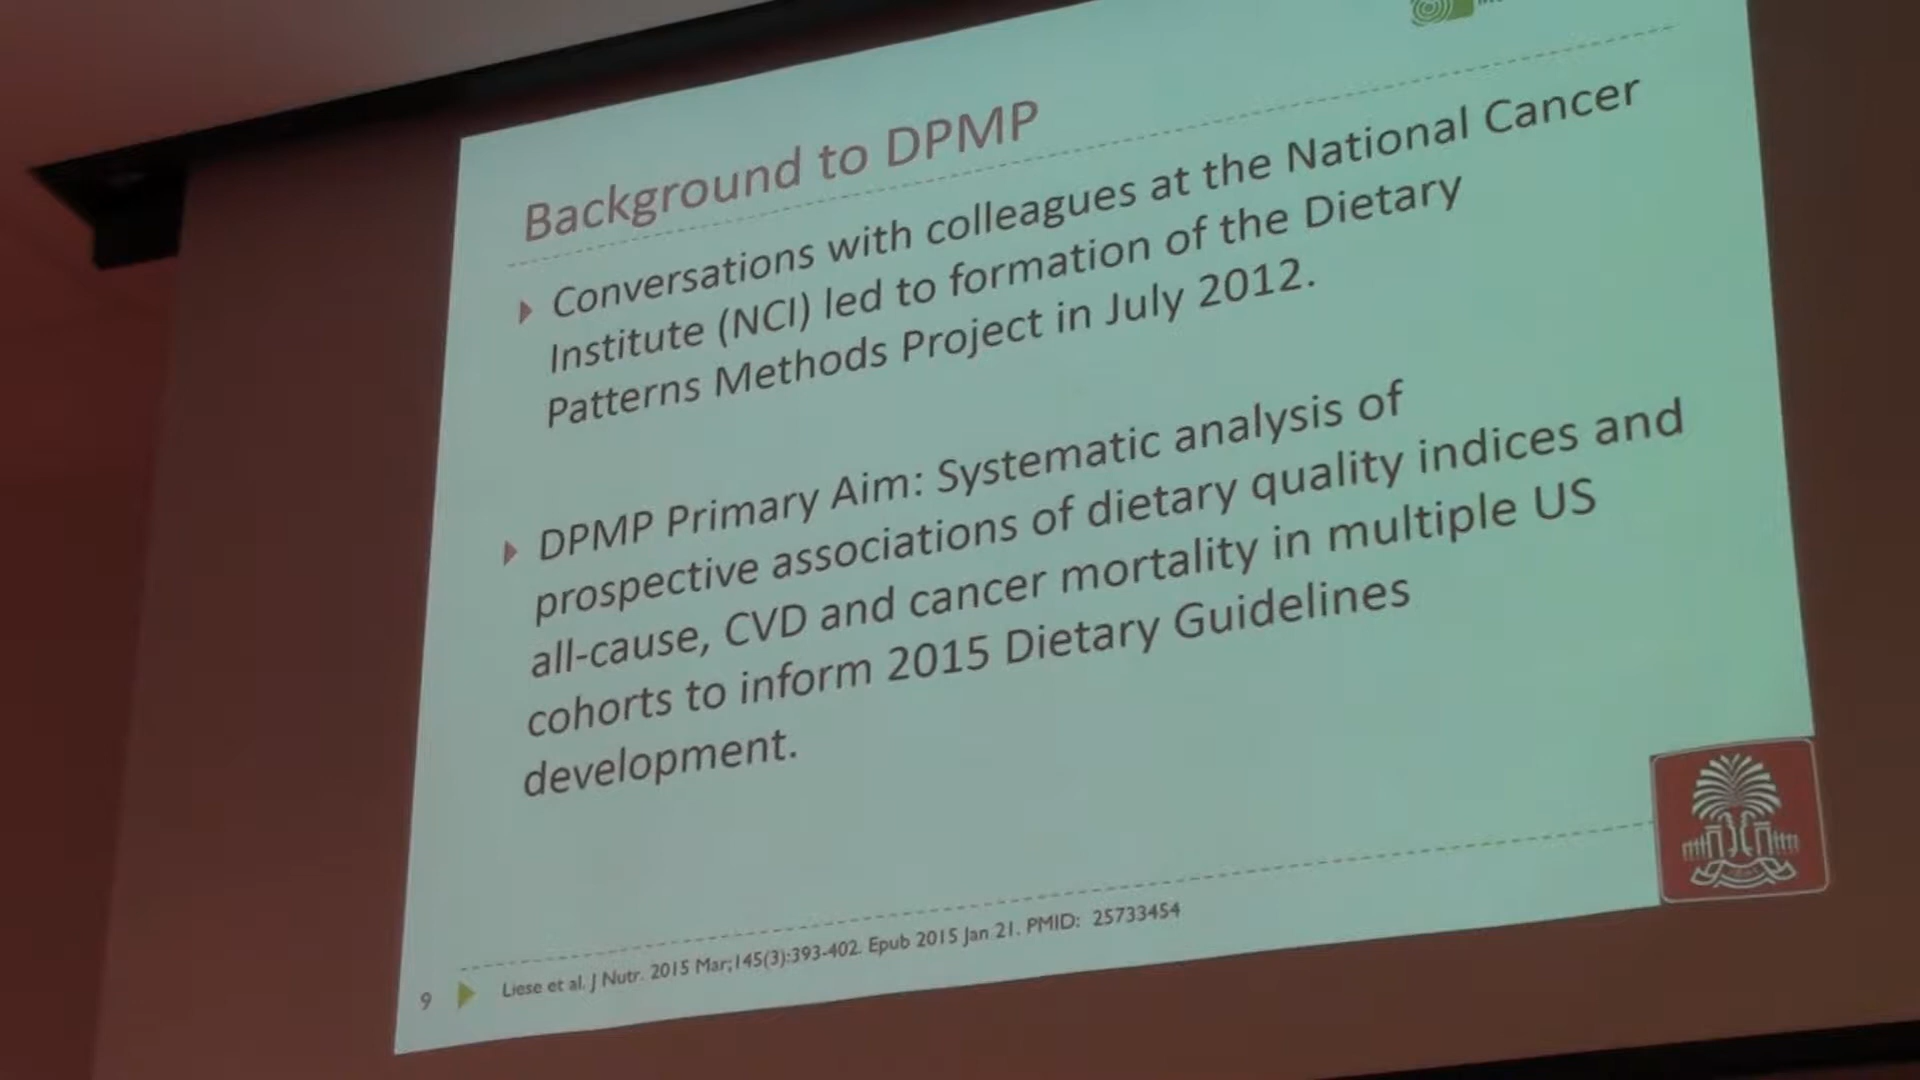 Background to DPMP
Conversations with colleagues at the National Cancer
Institute (NCI) led to formation of the Dietary
Patterns Methods Project in July 2012.
DPMP Primary Aim: Systematic analysis of
prospective associations of dietary quality indices and
all-cause, CVD and cancer mortality in multiple US
cohorts to inform 2015 Dietary Guidelines
development.
9
Liese et al. J Nutr. 2015 Mar;145(3):393-402. Epub 2015 Jan 21. PMID: 25733454